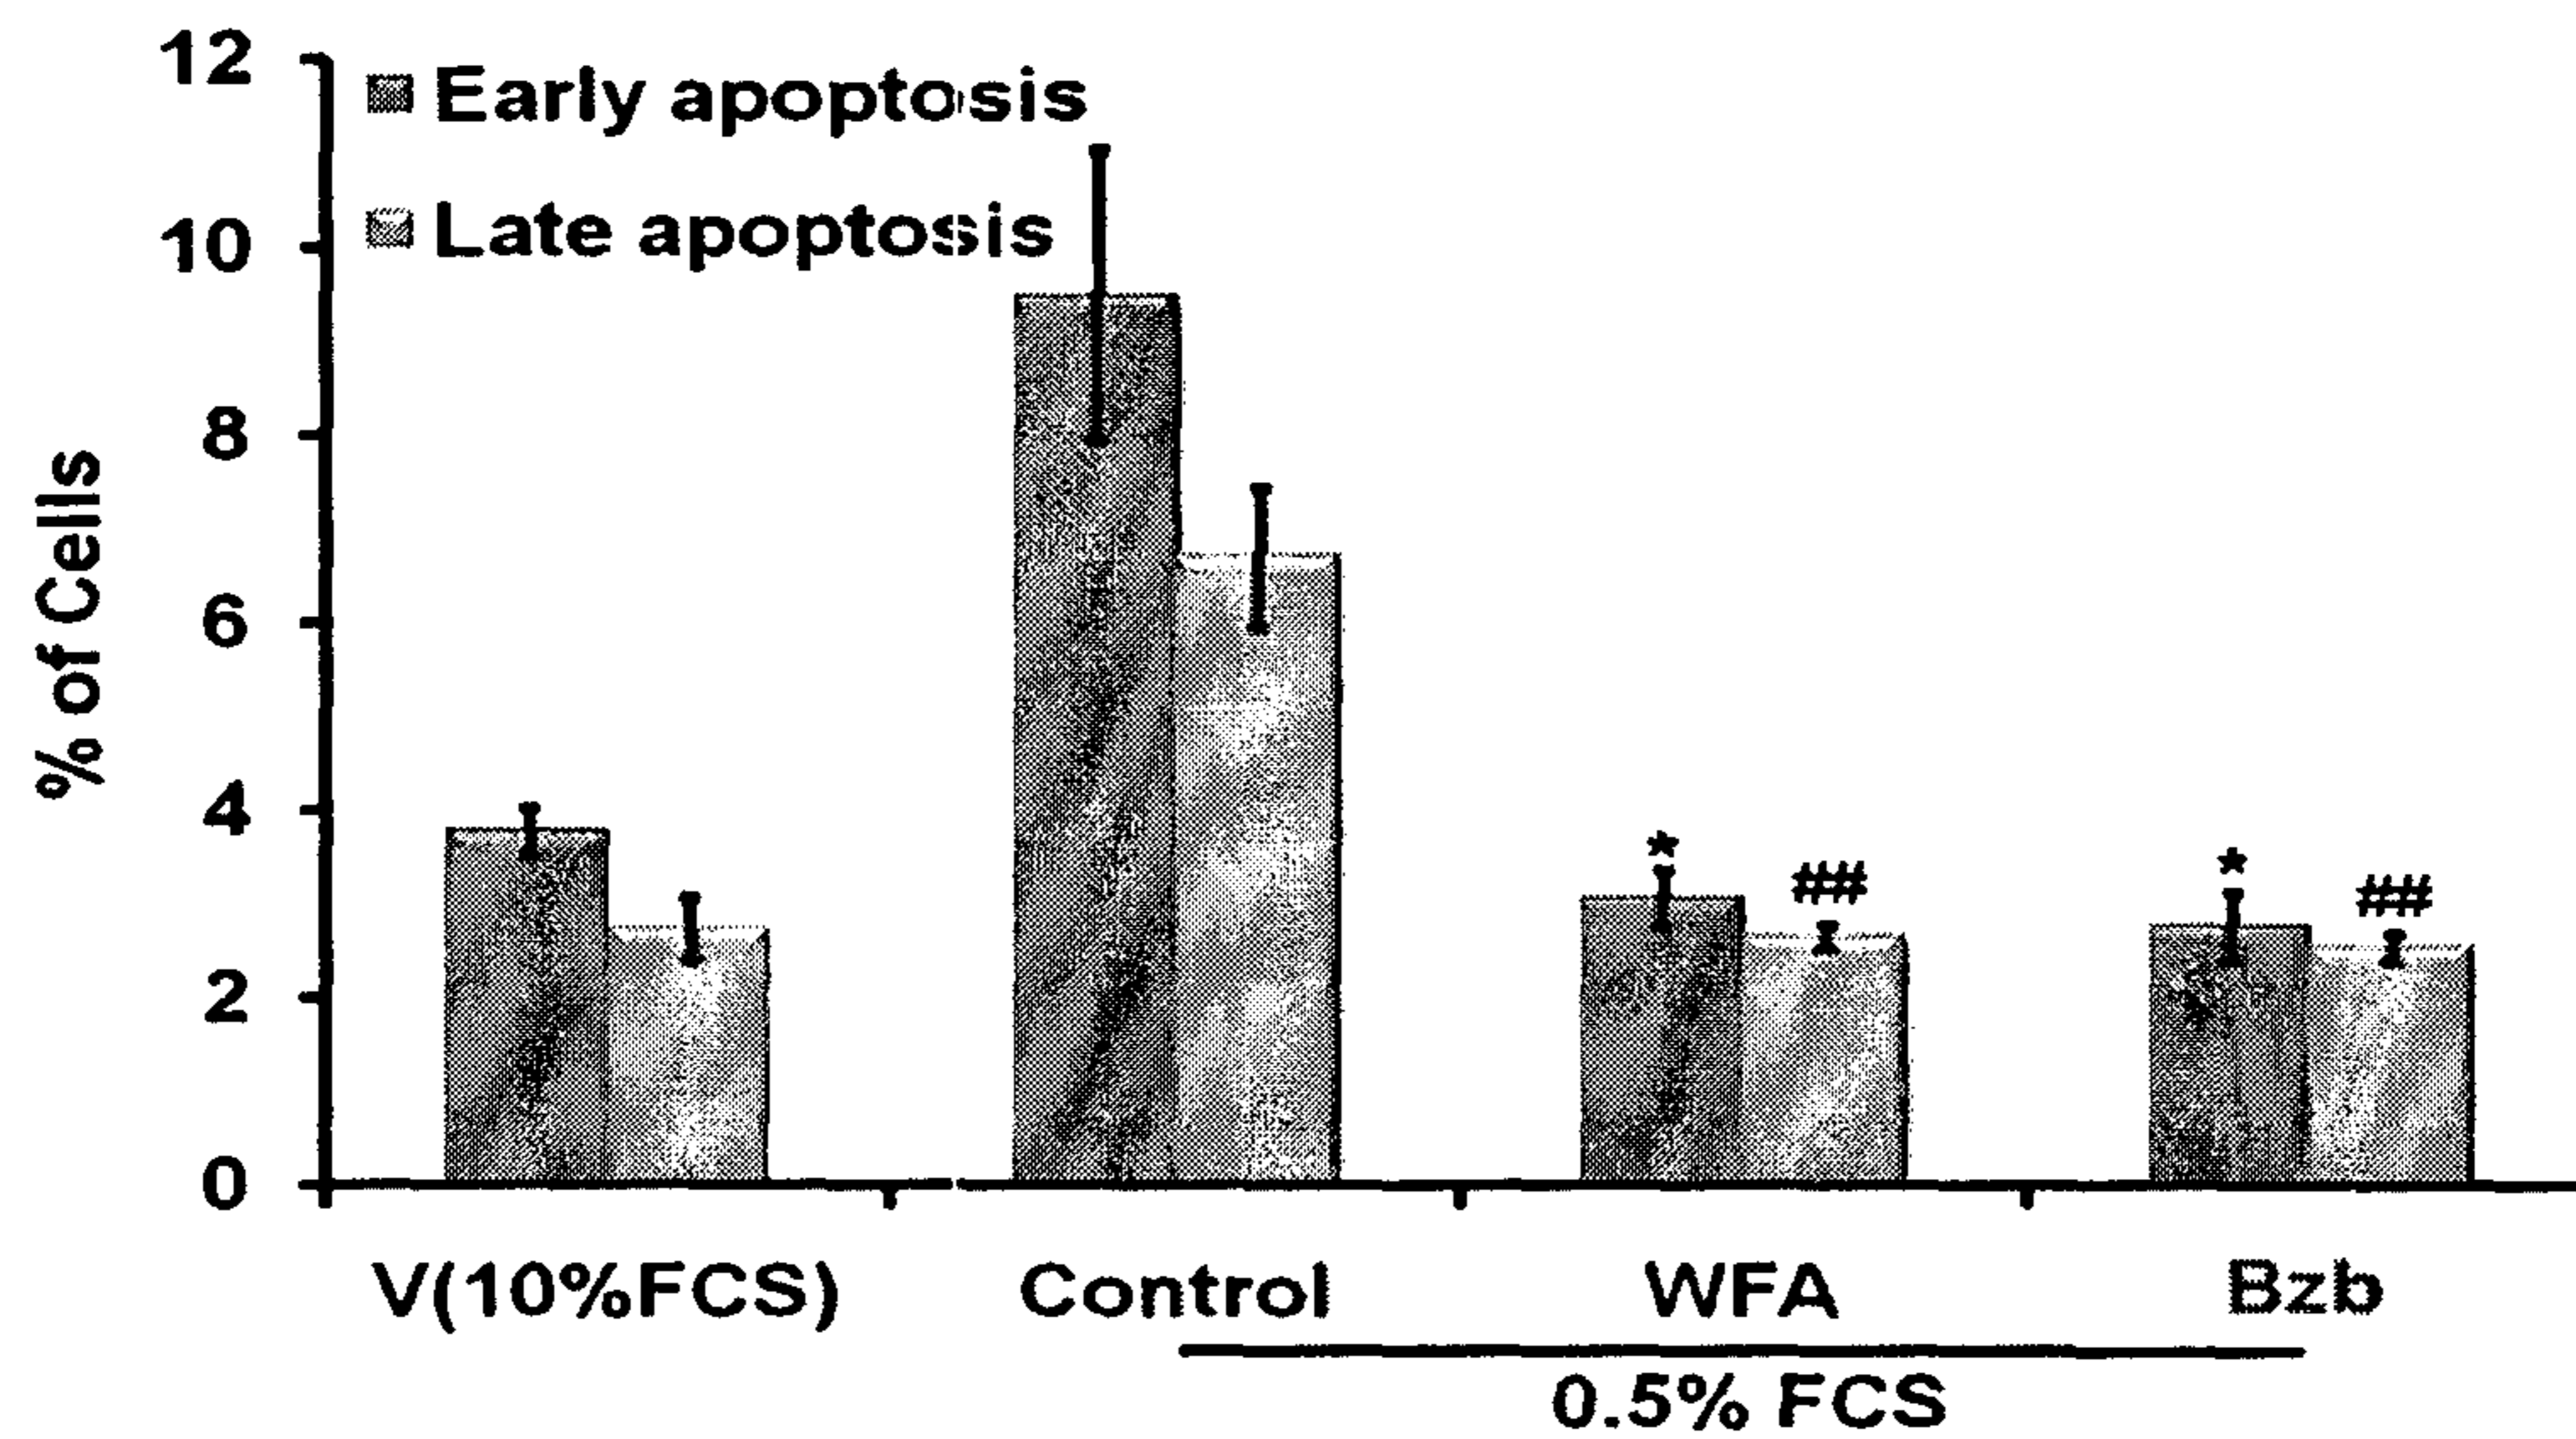 12
10
8
6
4
2
0
% of Cells
Early apoptosis
Late apoptosis
*
##
*
##
V(10%FCS)
Control
WFA
Bzb
0.5% FCS